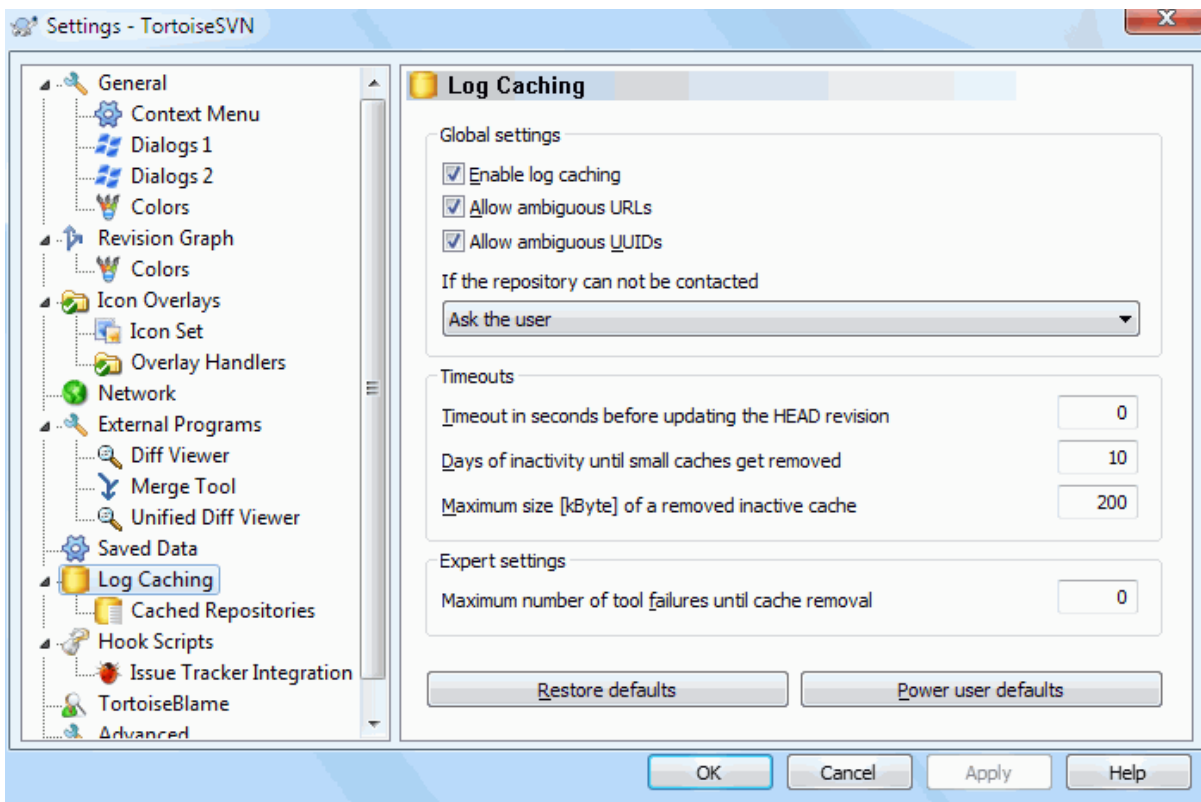 Settings - TortoiseSVN
General
Context Menu
Dialogs 1
Dialogs 2
Colors
Revision Graph
Colors
Icon Overlays
Icon Set
Overlay Handlers
Network
External Programs
Diff Viewer
Merge Tool
Unified Diff Viewer
Saved Data
Log Caching
Cached Repositories
Hook Scripts
Issue Tracker Integration
TortoiseBlame
Advanced
Log Caching
Global settings
Enable log caching
Allow ambiguous URLs
Allow ambiguous UUIDs
If the repository can not be contacted
Ask the user
Timeouts
Timeout in seconds before updating the HEAD revision 0
Days of inactivity until small caches get removed 10
Maximum size [kByte] of a removed inactive cache 200
Expert settings
Maximum number of tool failures until cache removal 0
Restore defaults Power user defaults
OK Cancel Apply Help